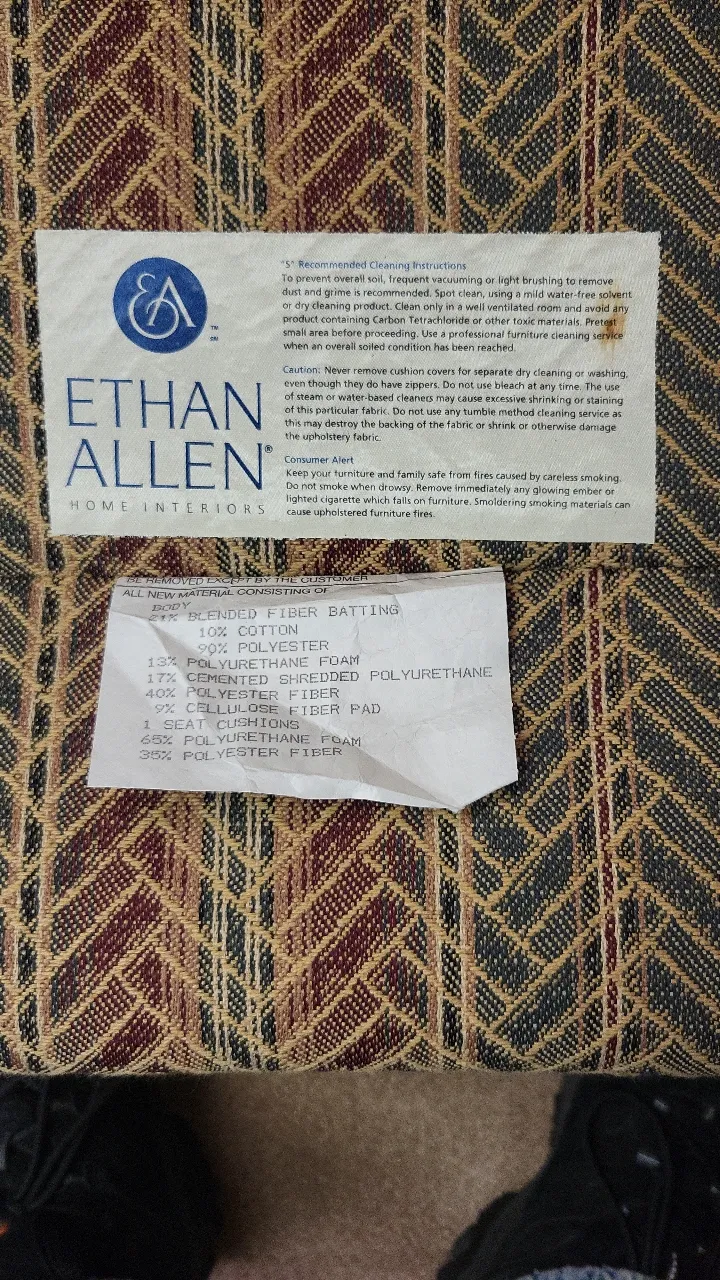 EA
™
SM
ETHAN
ALLEN®
HOME INTERIORS
"S" Recommended Cleaning Instructions
To prevent overall soil, frequent vacuuming or light brushing to remove
dust and grime is recommended. Spot clean, using a mild water-free solvent
or dry cleaning product. Clean only in a well ventilated room and avoid any
product containing Carbon Tetrachloride or other toxic materials. Pretest
small area before proceeding. Use a professional furniture cleaning service
when an overall soiled condition has been reached.
Caution: Never remove cushion covers for separate dry cleaning or washing,
even though they do have zippers. Do not use bleach at any time. The use
of steam or water-based cleaners may cause excessive shrinking or staining
of this particular fabric. Do not use any tumble method cleaning service as
this may destroy the backing of the fabric or shrink or otherwise damage
the upholstery fabric.
Consumer Alert
Keep your furniture and family safe from fires caused by careless smoking.
Do not smoke when drowsy. Remove immediately any glowing ember or
lighted cigarette which falls on furniture. Smoldering smoking materials can
cause upholstered furniture fires.
BE REMOVED EXCEPT BY THE CUSTOMER
ALL NEW MATERIAL CONSISTING OF
BODY
21% BLENDED FIBER BATTING
10% COTTON
90% POLYESTER
13% POLYURETHANE FOAM
17% CEMENTED SHREDDED POLYURETHANE
40% POLYESTER FIBER
9% CELLULOSE FIBER PAD
1 SEAT CUSHIONS
65% POLYURETHANE FOAM
35% POLYESTER FIBER